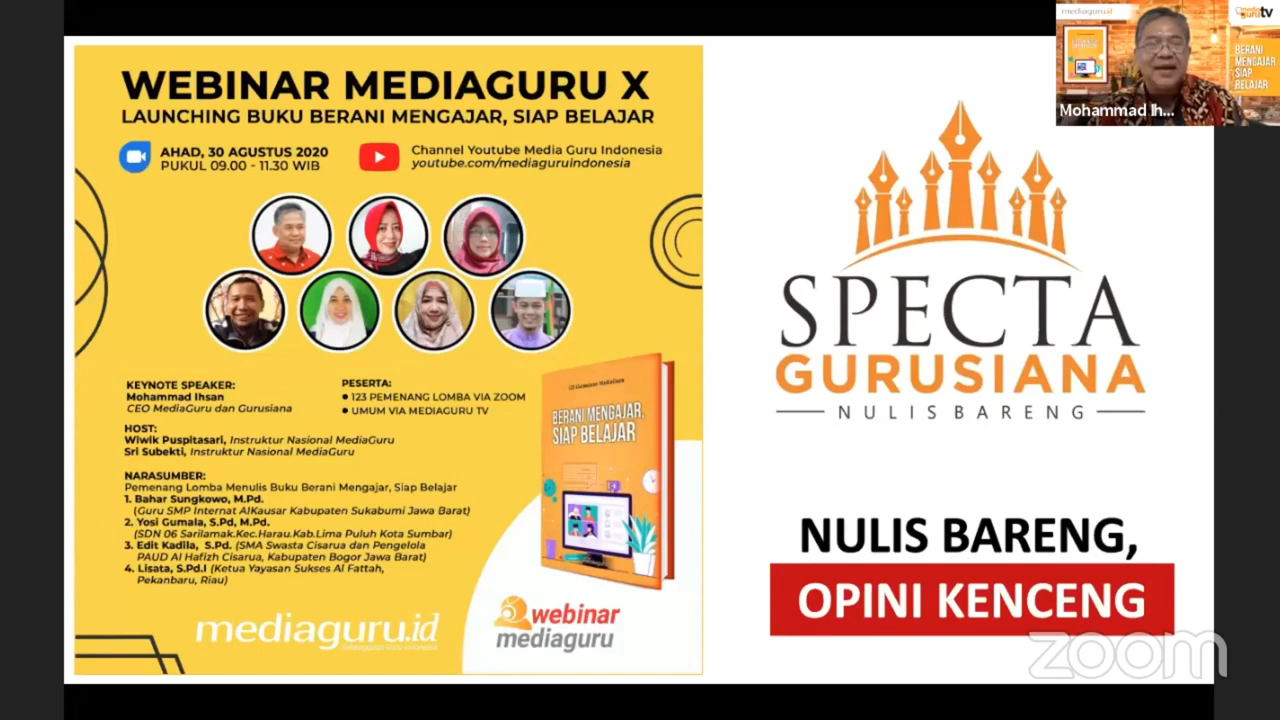 WEBINAR MEDIAGURU X
LAUNCHING BUKU BERANI MENGAJAR, SIAP BELAJAR
AHAD, 30 AGUSTUS 2020
PUKUL 09.00 - 11.30 WIB
Channel Youtube Media Guru Indonesia
youtube.com/mediaguruindonesia
KEYNOTE SPEAKER:
Mohammad Ihsan
CEO MediaGuru dan Gurusiana
PESERTA:
● 123 PEMENANG LOMBA VIA ZOOM
● UMUM VIA MEDIAGURU TV
HOST:
Wiwik Puspitasari, Instruktur Nasional MediaGuru
Sri Subekti, Instruktur Nasional MediaGuru
NARASUMBER:
Pemenang Lomba Menulis Buku Berani Mengajar, Siap Belajar
1. Bahar Sungkowo, M.Pd.
(Guru SMP Internat AlKausar Kabupaten Sukabumi Jawa Barat)
2. Yosi Gumala, S.Pd, M.Pd.
(SDN 06 Sarilamak.Kec.Harau.Kab.Lima Puluh Kota Sumbar)
3. Edit Kadila, S.Pd. (SMA Swasta Cisarua dan Pengelola
PAUD Al Hafizh Cisarua, Kabupaten Bogor Jawa Barat)
4. Lisata, S.Pd.I (Ketua Yayasan Sukses Al Fattah,
Pekanbaru, Riau)
BERANI MENGAJAR,
SIAP BELAJAR
mediaguru.id
webinar
mediaguru
SPECTA
GURUSIANA
NULIS BARENG
NULIS BARENG,
OPINI KENCENG
zoom
mediaguru.id
media
guru tv
BERANI
MENGAJAR
SIAP
BELAJAR
Mohammad Ih...